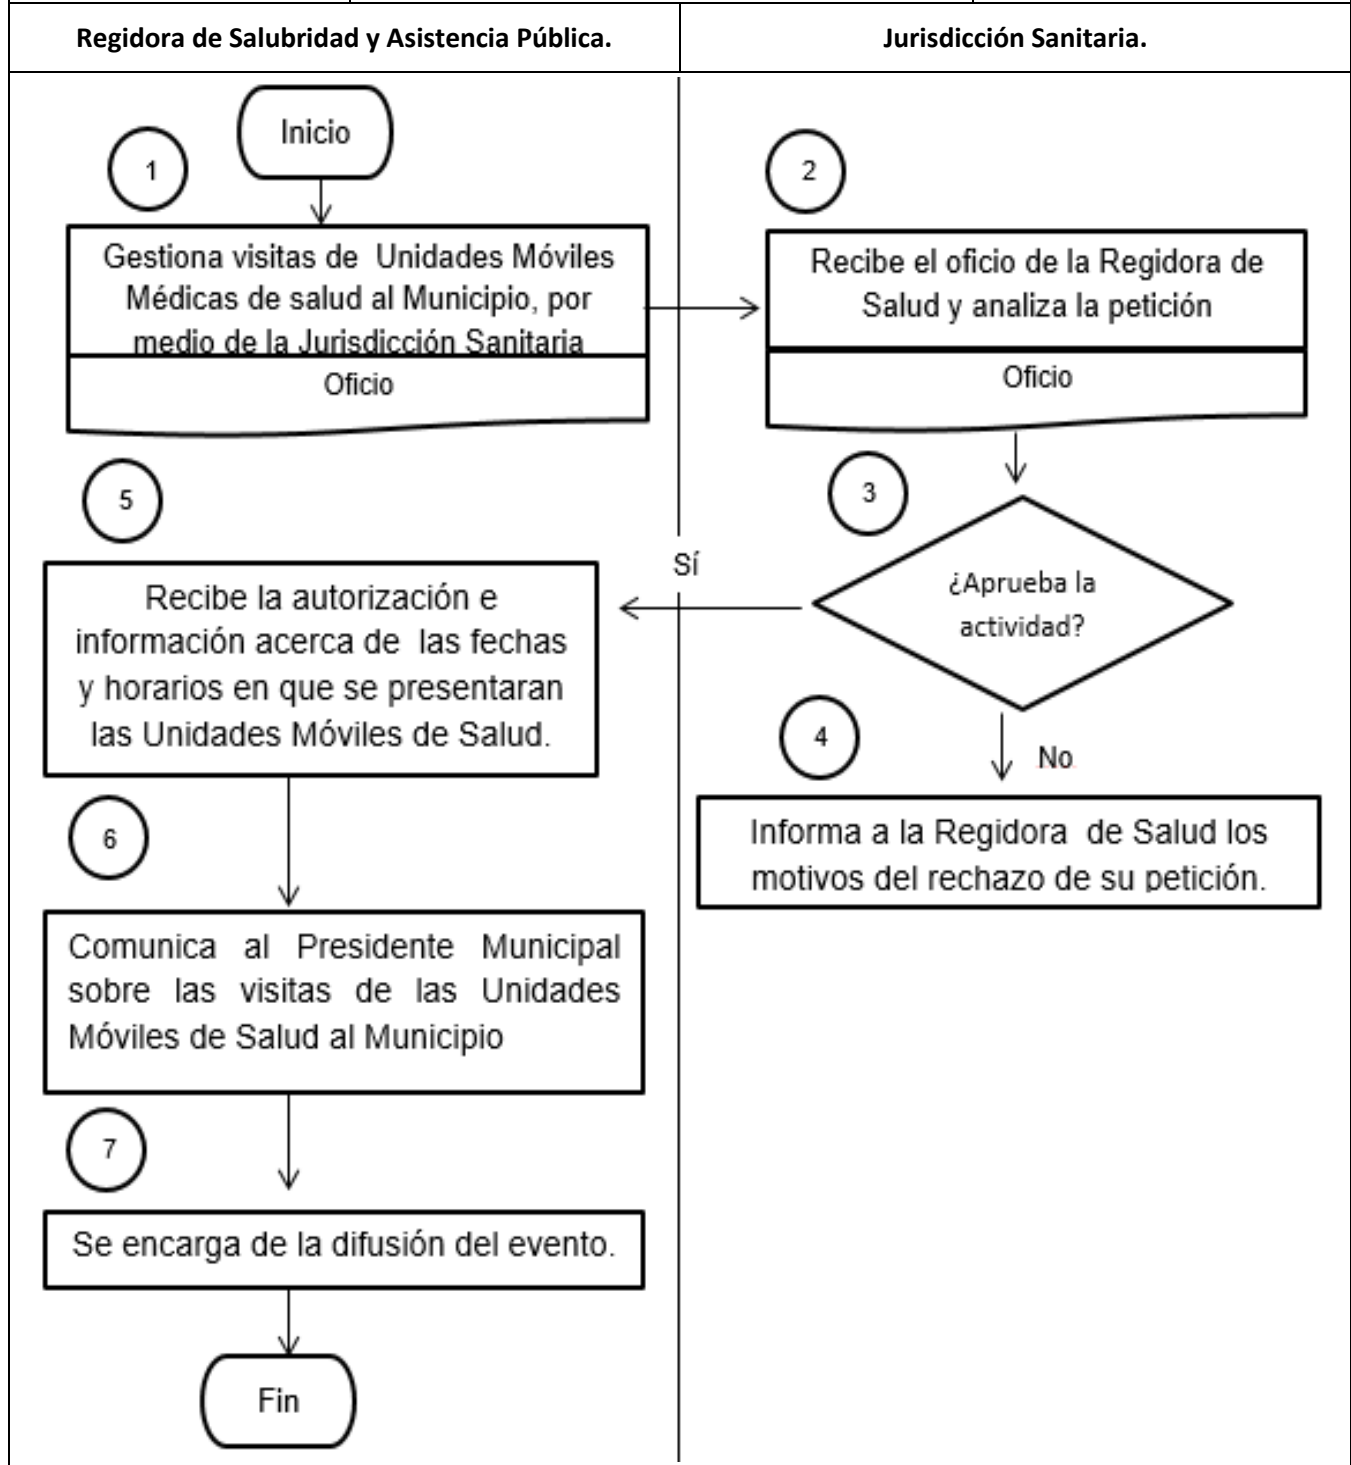 Regidora de Salubridad y Asistencia Pública.
Jurisdicción Sanitaria.
Inicio
1
Gestiona visitas de Unidades Móviles
Médicas de salud al Municipio, por
medio de la Jurisdicción Sanitaria
Oficio
2
Recibe el oficio de la Regidora de
Salud y analiza la petición
Oficio
3
¿Aprueba la
actividad?
Sí
No
4
Informa a la Regidora de Salud los
motivos del rechazo de su petición.
5
Recibe la autorización e
información acerca de las fechas
y horarios en que se presentaran
las Unidades Móviles de Salud.
6
Comunica al Presidente Municipal
sobre las visitas de las Unidades
Móviles de Salud al Municipio
7
Se encarga de la difusión del evento.
Fin